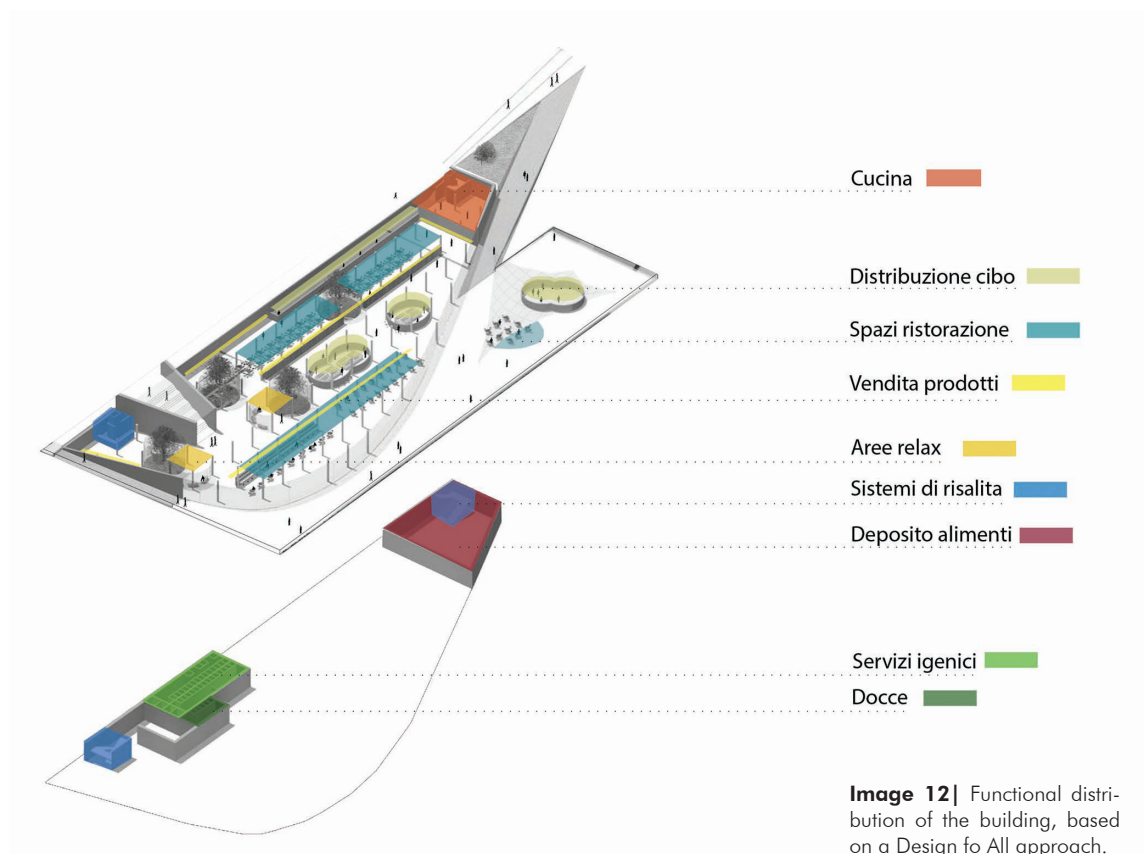 Cucina
Distribuzione cibo
Spazi ristorazione
Vendita prodotti
Aree relax
Sistemi di risalita
Deposito alimenti
Servizi igenici
Docce
Image 12| Functional distri-
bution of the building, based
on a Design fo All approach.